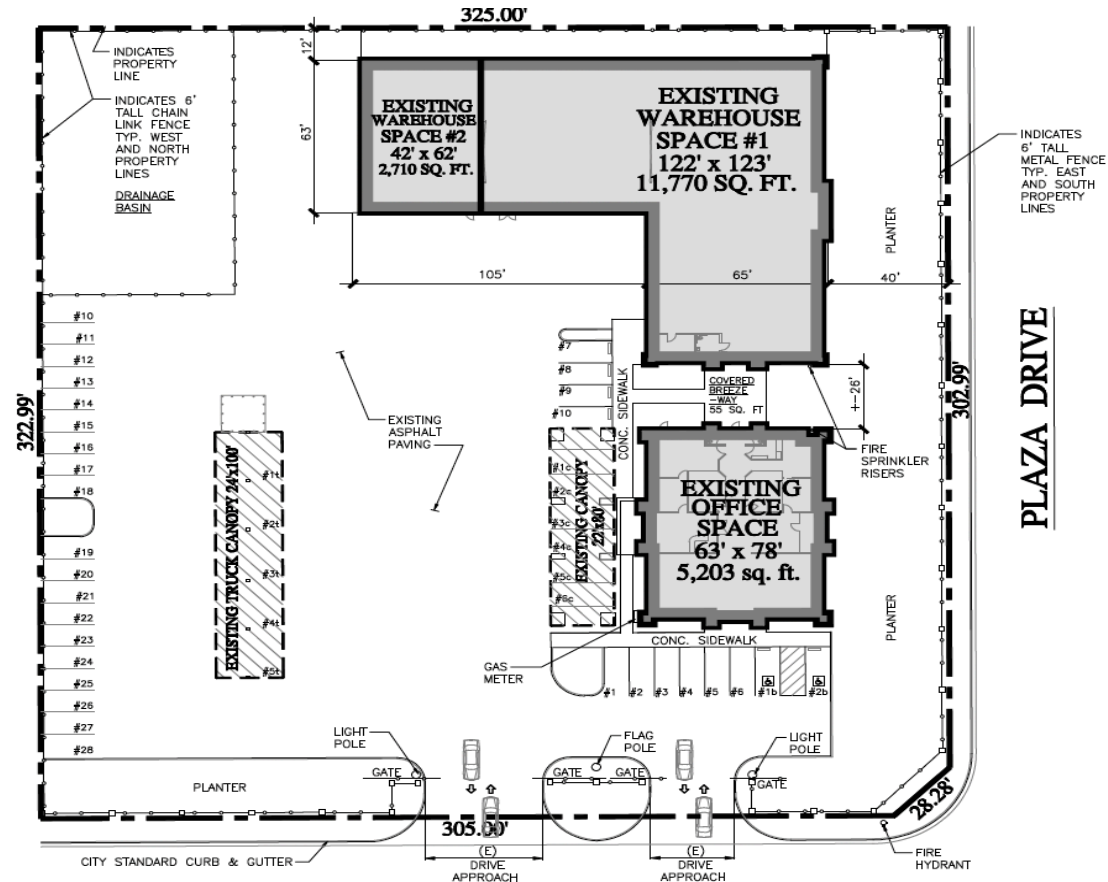 325.00'
12'
INDICATES
PROPERTY
LINE
INDICATES 6'
TALL CHAIN
LINK FENCE
TYP. WEST
AND NORTH
PROPERTY
LINES
DRAINAGE
BASIN
63'
EXISTING
WAREHOUSE
SPACE #2
42' x 62'
2,710 SQ. FT.
EXISTING
WAREHOUSE
SPACE #1
122' x 123'
11,770 SQ. FT.
INDICATES
6' TALL
METAL FENCE
TYP. EAST
AND SOUTH
PROPERTY
LINES
PLANTER
105'
65'
40'
#10
#11
#12
#13
#14
#15
#16
#17
#18
#19
#20
#21
#22
#23
#24
#25
#26
#27
#28
322.99'
EXISTING
ASPHALT
PAVING
EXISTING TRUCK CANOPY 24'x100'
#1t
#2t
#3t
#4t
#5t
#7
#8
#9
#10
CONC. SIDEWALK
COVERED
BREEZE
-WAY
55 SQ. FT
+-26'
302.99'
PLAZA DRIVE
FIRE
SPRINKLER
RISERS
EXISTING CANOPY
22'x80'
#1c
#2c
#3c
#4c
#5c
#6c
EXISTING
OFFICE
SPACE
63' x 78'
5,203 sq. ft.
PLANTER
CONC. SIDEWALK
GAS
METER
#1
#2
#3
#4
#5
#6
#1b
#2b
LIGHT
POLE
FLAG
POLE
LIGHT
POLE
PLANTER
GATE
GATE
GATE
GATE
28.28'
305.00'
CITY STANDARD CURB & GUTTER
(E)
DRIVE
APPROACH
(E)
DRIVE
APPROACH
FIRE
HYDRANT